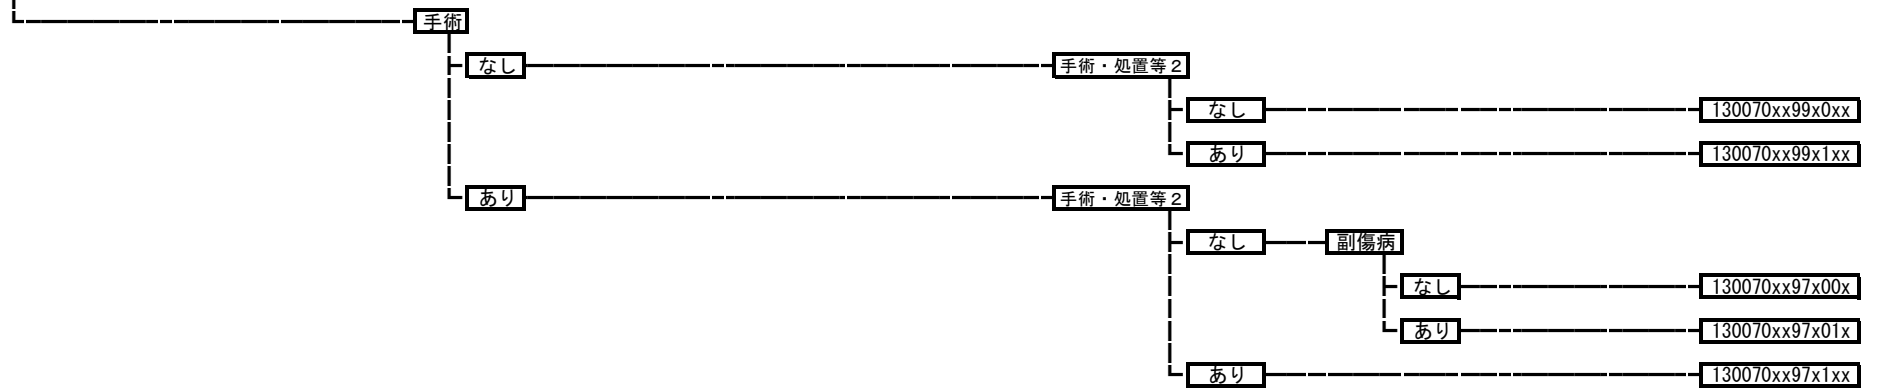 手術
なし 手術・処置等２
なし 130070xx99x0xx
あり 130070xx99x1xx
あり 手術・処置等２
なし 副傷病
なし 130070xx97x00x
あり 130070xx97x01x
あり 130070xx97x1xx